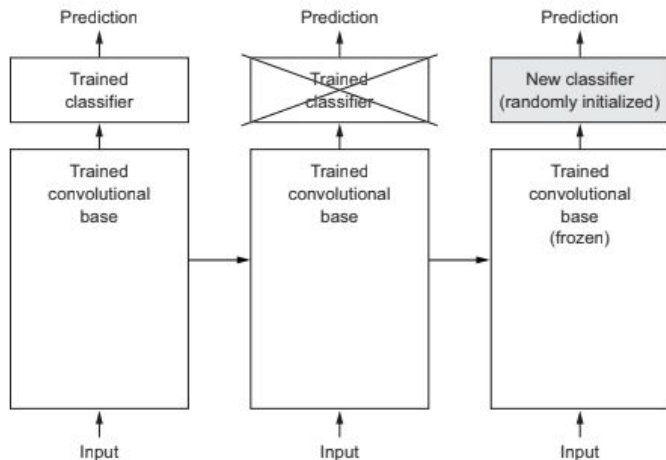 Prediction
Prediction
Prediction
Trained
classifier
Trained
classifier
New classifier
(randomly initialized)
Trained
convolutional
base
Trained
convolutional
base
Trained
convolutional
base
(frozen)
Input
Input
Input